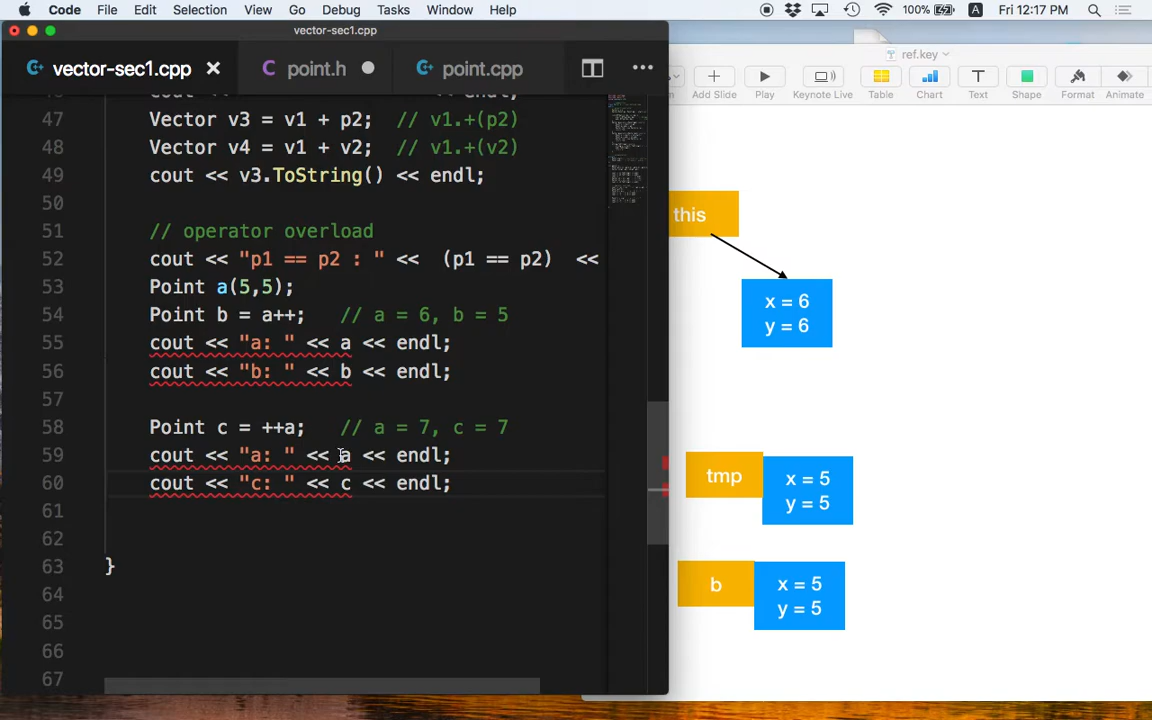 Code File Edit Selection View Go Debug Tasks Window Help 100% A Fri 12:17 PM
vector-sec1.cpp
vector-sec1.cpp point.h point.cpp
ref.key
Add Slide Play Keynote Live Table Chart Text Shape Format Animate
47 Vector v3 = v1 + p2; // v1.+(p2)
48 Vector v4 = v1 + v2; // v1.+(v2)
49 cout << v3.ToString() << endl;
50
51 // operator overload
52 cout << "p1 == p2 : " << (p1 == p2) <<
53 Point a(5,5);
54 Point b = a++; // a = 6, b = 5
55 cout << "a: " << a << endl;
56 cout << "b: " << b << endl;
57
58 Point c = ++a; // a = 7, c = 7
59 cout << "a: " << a << endl;
60 cout << "c: " << c << endl;
61
62
63 }
64
65
66
67
this
x = 6
y = 6
tmp
x = 5
y = 5
b
x = 5
y = 5